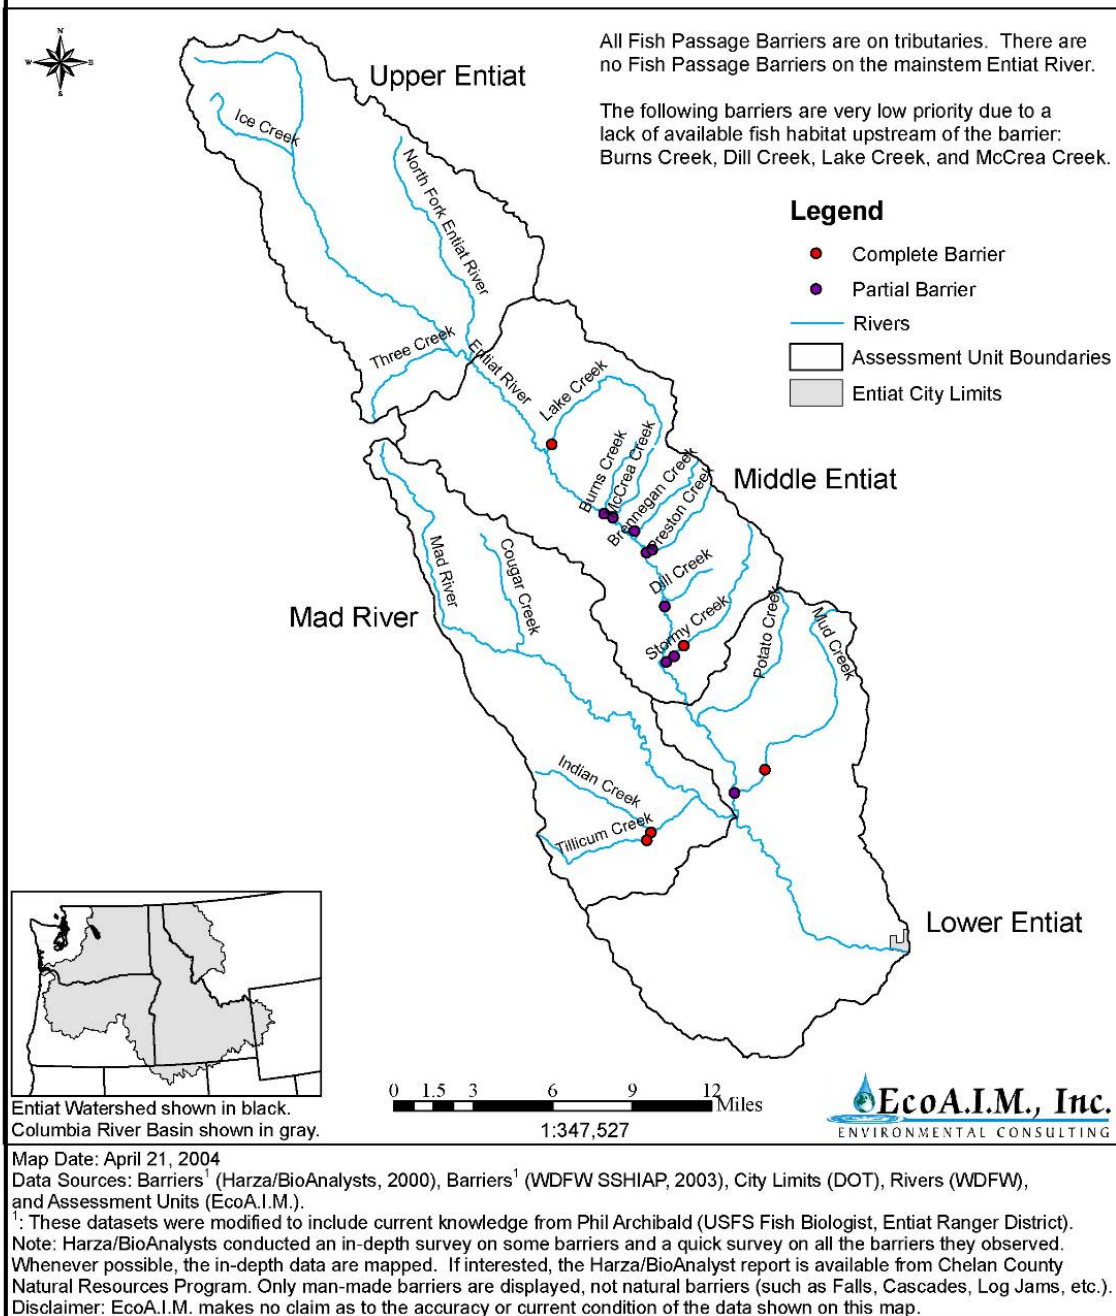 N
W E
S
All Fish Passage Barriers are on tributaries. There are
no Fish Passage Barriers on the mainstem Entiat River.
The following barriers are very low priority due to a
lack of available fish habitat upstream of the barrier:
Burns Creek, Dill Creek, Lake Creek, and McCrea Creek.
Legend
Complete Barrier
Partial Barrier
Rivers
Assessment Unit Boundaries
Entiat City Limits
Upper Entiat
Ice Creek
North Fork Entiat River
Three Creek
Entiat River
Lake Creek
Burns Creek
McCrea Creek
Brennegan Creek
Preston Creek
Middle Entiat
Dill Creek
Stormy Creek
Mad River
Cougar Creek
Mad River
Potato Creek
Mud Creek
Indian Creek
Tillicum Creek
Lower Entiat
Entiat Watershed shown in black.
Columbia River Basin shown in gray.
0 1.5 3 6 9 12 Miles
1:347,527
EcoA.I.M., Inc.
ENVIRONMENTAL CONSULTING
Map Date: April 21, 2004
Data Sources: Barriers¹ (Harza/BioAnalysts, 2000), Barriers¹ (WDFW SSHIAP, 2003), City Limits (DOT), Rivers (WDFW),
and Assessment Units (EcoA.I.M.).
¹: These datasets were modified to include current knowledge from Phil Archibald (USFS Fish Biologist, Entiat Ranger District).
Note: Harza/BioAnalysts conducted an in-depth survey on some barriers and a quick survey on all the barriers they observed.
Whenever possible, the in-depth data are mapped. If interested, the Harza/BioAnalyst report is available from Chelan County
Natural Resources Program. Only man-made barriers are displayed, not natural barriers (such as Falls, Cascades, Log Jams, etc.).
Disclaimer: EcoA.I.M. makes no claim as to the accuracy or current condition of the data shown on this map.